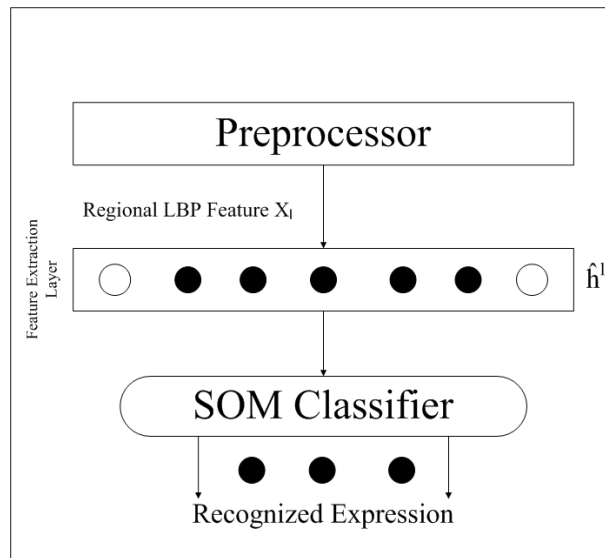 Preprocessor
Regional LBP Feature Xₗ
Feature Extraction
Layer
ĥˡ
SOM Classifier
Recognized Expression